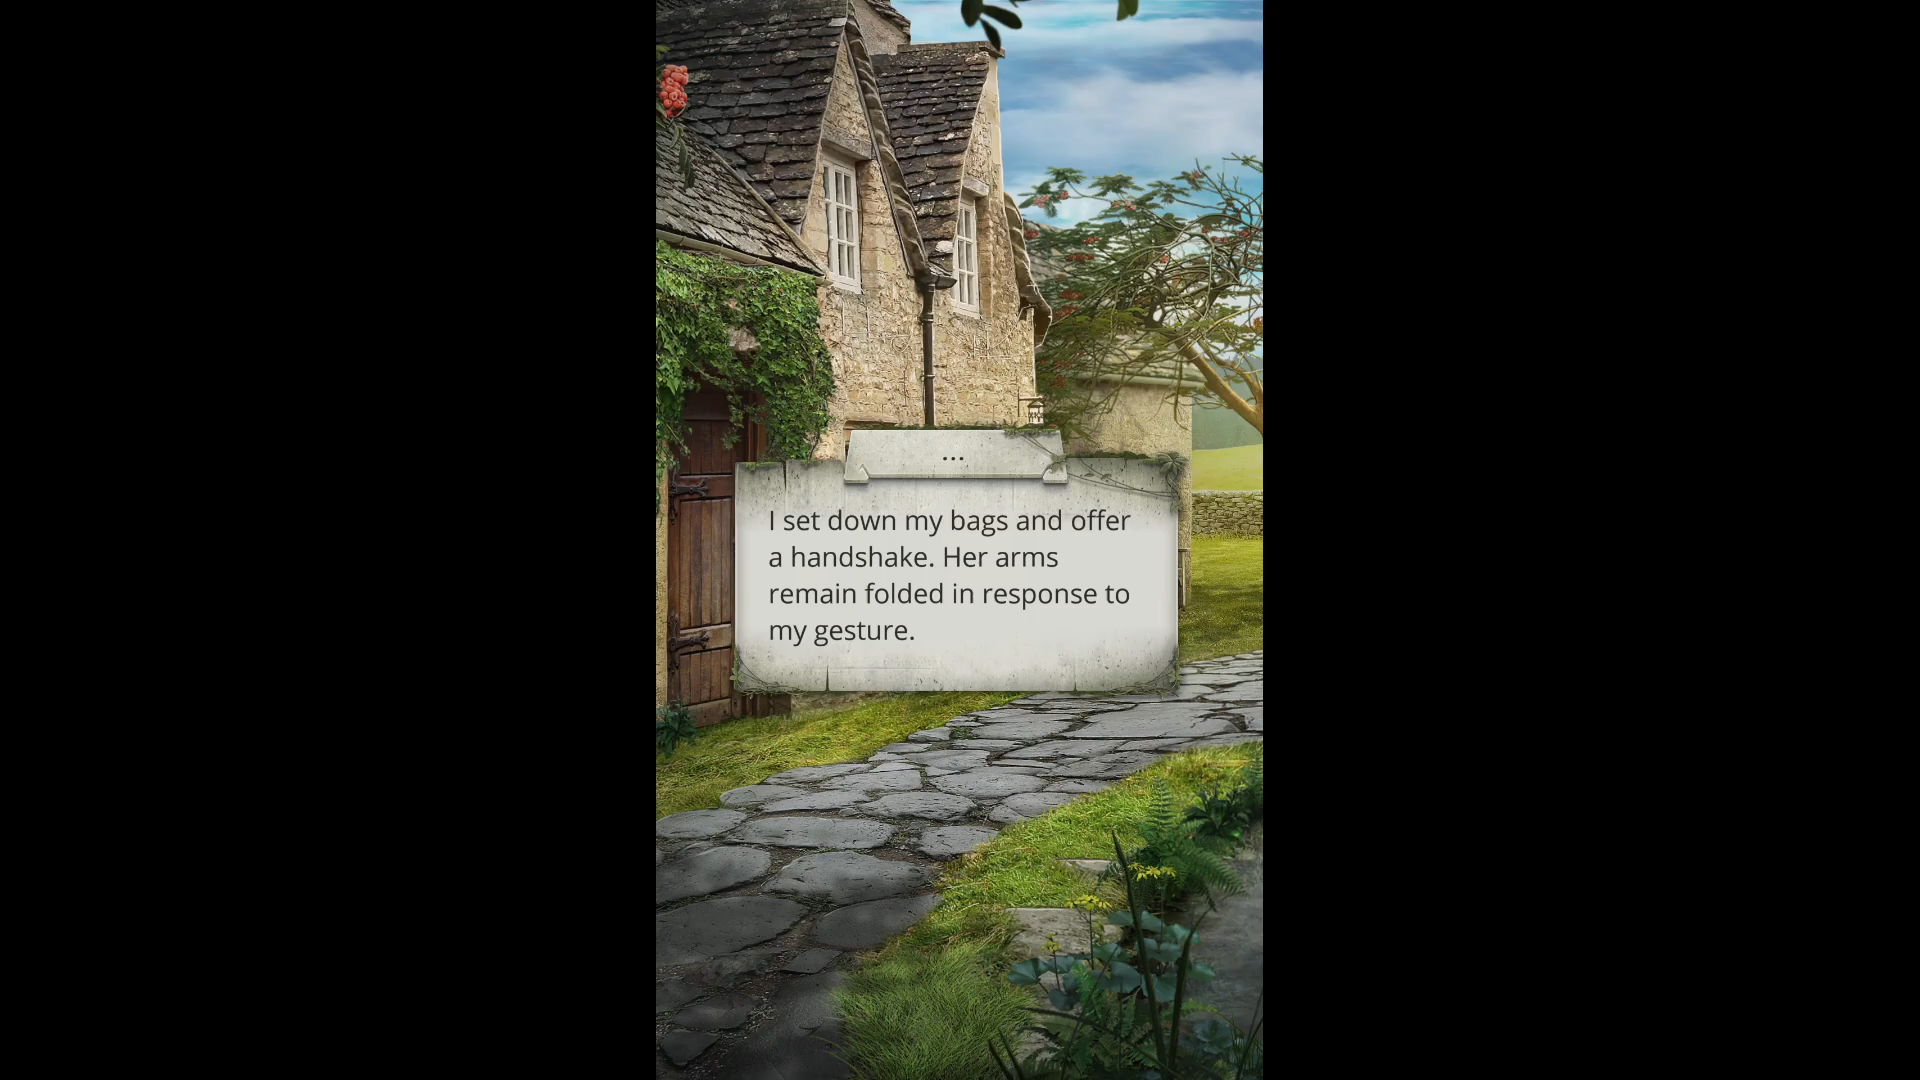 ...
I set down my bags and offer
a handshake. Her arms
remain folded in response to
my gesture.